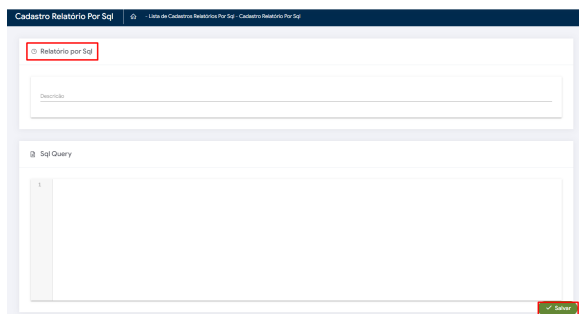 Cadastro Relatório Por Sql - Lista de Cadastros Relatórios Por Sql - Cadastro Relatório Por Sql
Relatório por Sql
Descrição
Sql Query
1
Salvar